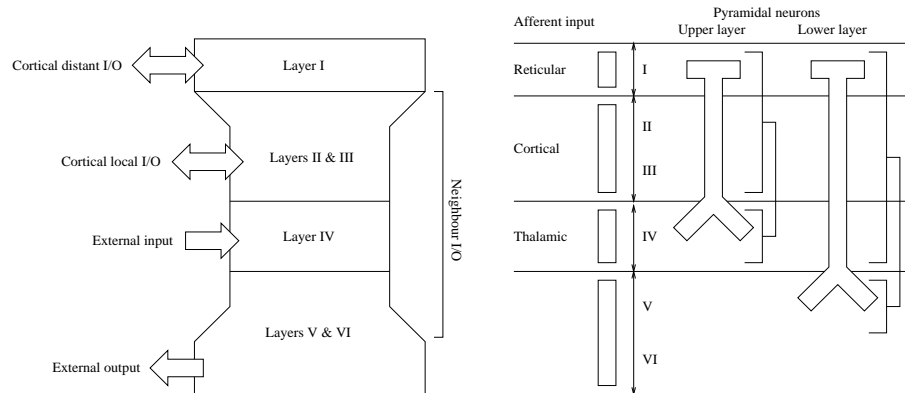 Cortical distant I/O
Layer I
Cortical local I/O
Layers II & III
Neighbour I/O
External input
Layer IV
Layers V & VI
External output
Afferent input
Pyramidal neurons
Upper layer
Lower layer
Reticular
I
Cortical
II
III
Thalamic
IV
V
VI